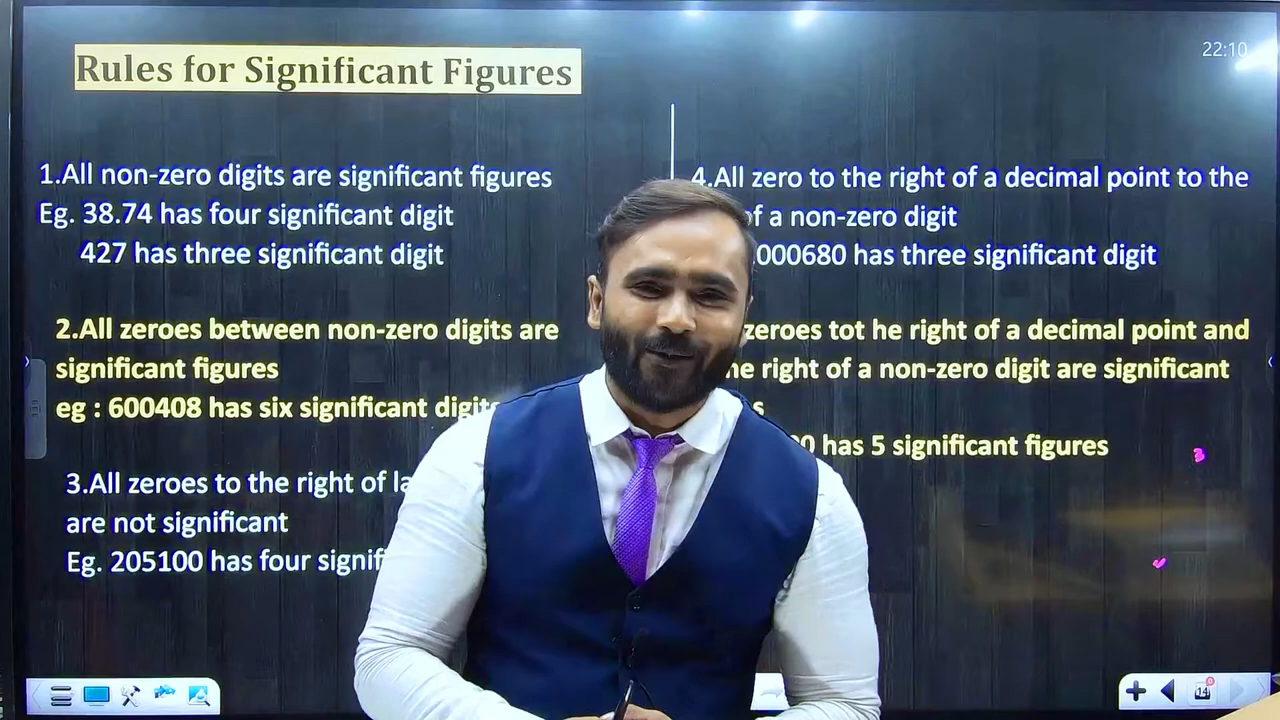 Rules for Significant Figures
22:10
1.All non-zero digits are significant figures
Eg. 38.74 has four significant digit
427 has three significant digit
2.All zeroes between non-zero digits are
significant figures
eg : 600408 has six significant digits
3.All zeroes to the right of
are not significant
Eg. 205100 has four
4.All zero to the right of a decimal point to the
of a non-zero digit
000680 has three significant digit
zeroes tot he right of a decimal point and
right of a non-zero digit are significant
has 5 significant figures
3
14